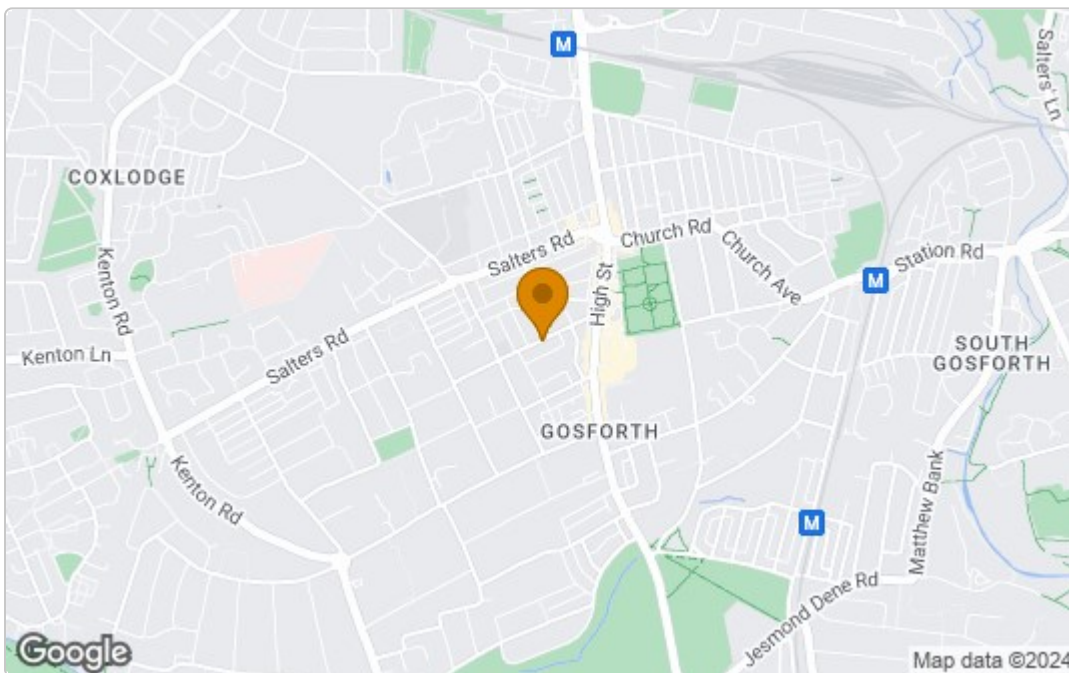 M
Salters' Ln
COXLODGE
Salters Rd
Church Rd
Church Ave
Station Rd
M
Kenton Rd
High St
Kenton Ln
Salters Rd
SOUTH
GOSFORTH
GOSFORTH
Kenton Rd
Matthew Bank
M
Jesmond Dene Rd
Google
Map data ©2024